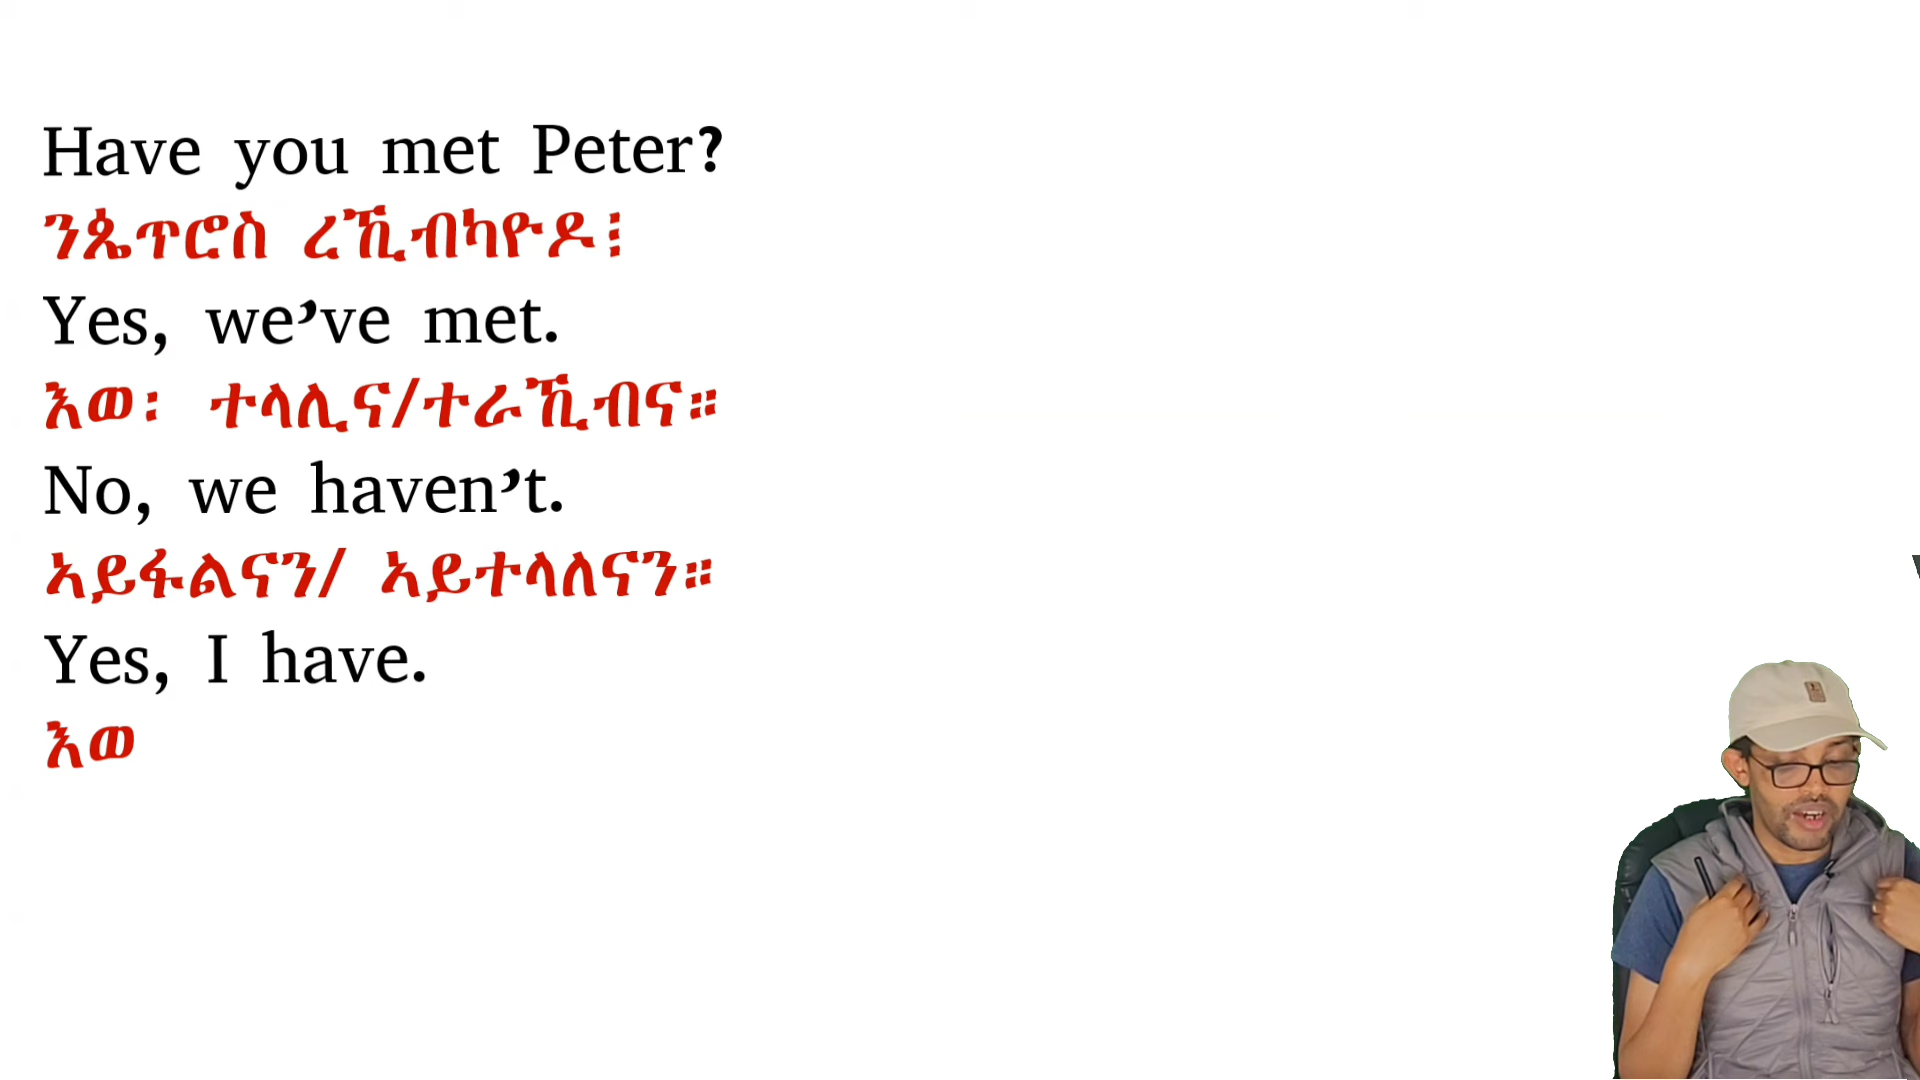 Have you met Peter?
ንጴጥሮስ ረኺብካዮዶ፧
Yes, we’ve met.
እወ፡ ተላሊና/ተራኺብና።
No, we haven’t.
ኣይፋልናን/ ኣይተላለናን።
Yes, I have.
እወ